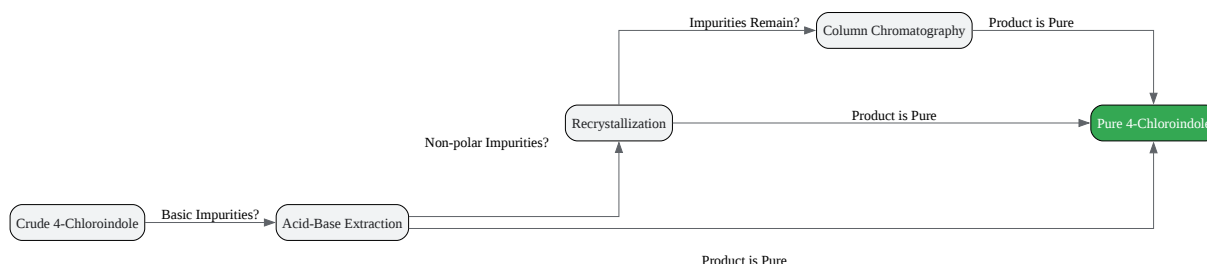 Impurities Remain?
Column Chromatography
Product is Pure
Recrystallization
Product is Pure
Pure 4-Chloroindole
Non-polar Impurities?
Crude 4-Chloroindole
Basic Impurities?
Acid-Base Extraction
Product is Pure